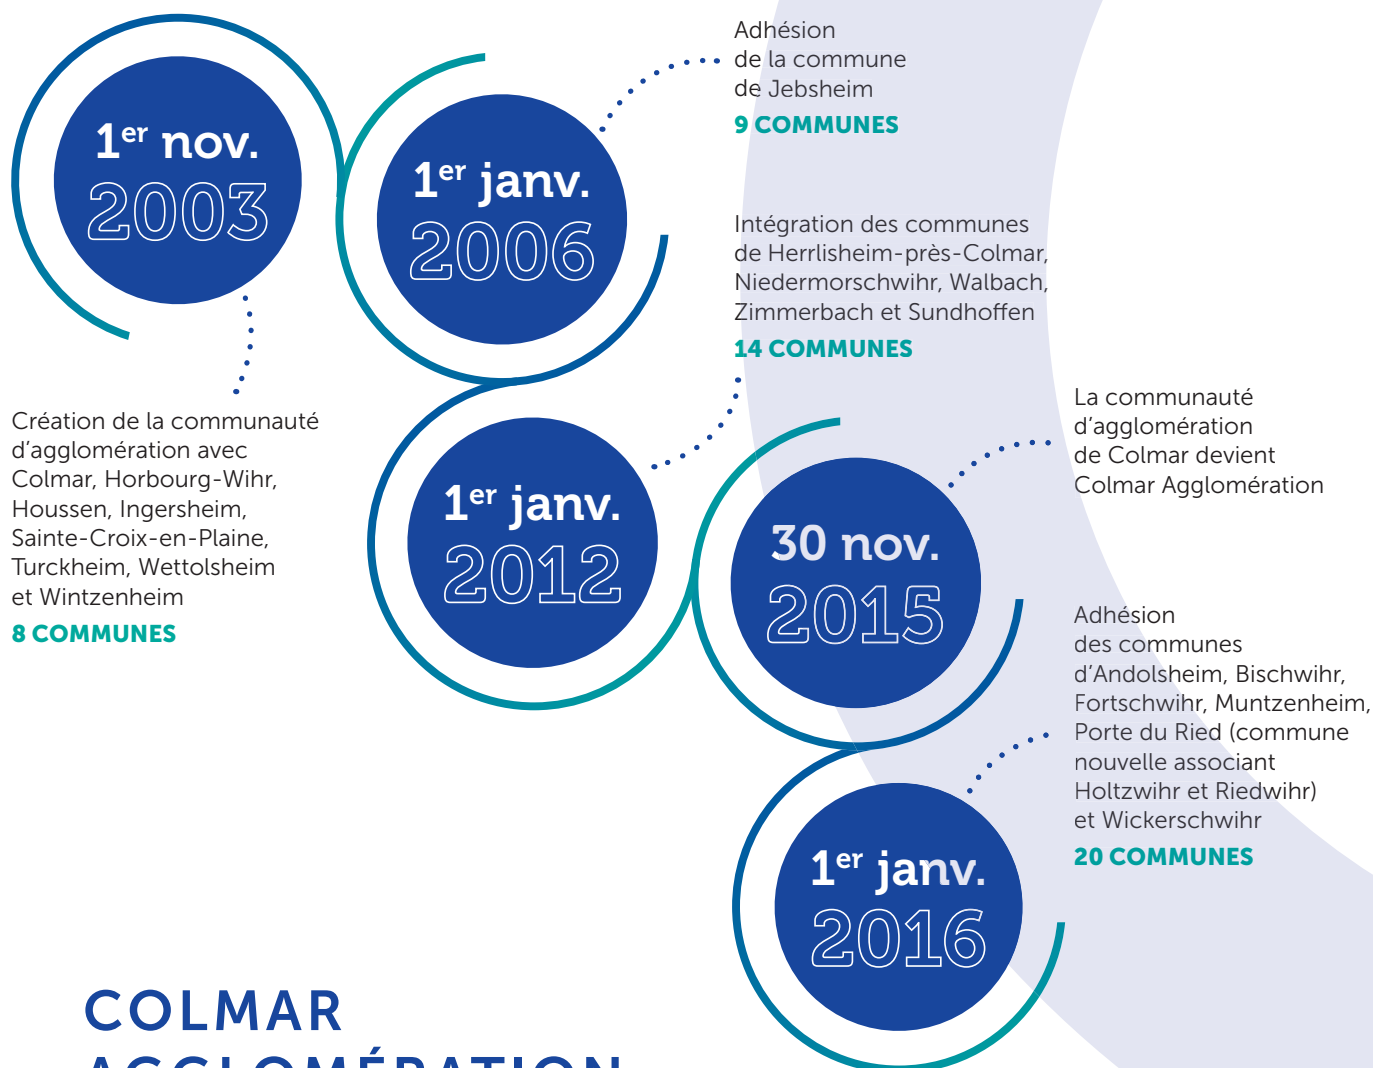 1er nov.
2003
Création de la communauté
d'agglomération avec
Colmar, Horbourg-Wihr,
Houssen, Ingersheim,
Sainte-Croix-en-Plaine,
Turckheim, Wettolsheim
et Wintzenheim
8 COMMUNES
1er janv.
2006
Adhésion
de la commune
de Jebsheim
9 COMMUNES
1er janv.
2012
Intégration des communes
de Herrlisheim-près-Colmar,
Niedermorschwihr, Walbach,
Zimmerbach et Sundhoffen
14 COMMUNES
30 nov.
2015
La communauté
d'agglomération
de Colmar devient
Colmar Agglomération
1er janv.
2016
Adhésion
des communes
d'Andolsheim, Bischwihr,
Fortschwihr, Muntzenheim,
Porte du Ried (commune
nouvelle associant
Holtzwihr et Riedwihr)
et Wickerschwihr
20 COMMUNES
COLMAR
AGGLOMÉRATION